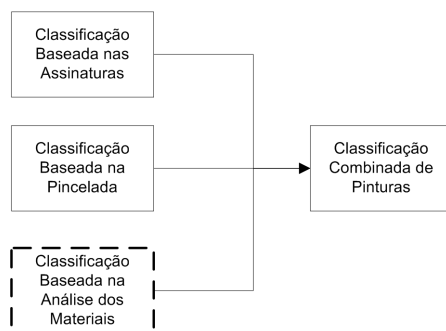 Classificação
Baseada nas
Assinaturas
Classificação
Baseada na
Pincelada
Classificação
Combinada de
Pinturas
Classificação
Baseada na
Análise dos
Materiais